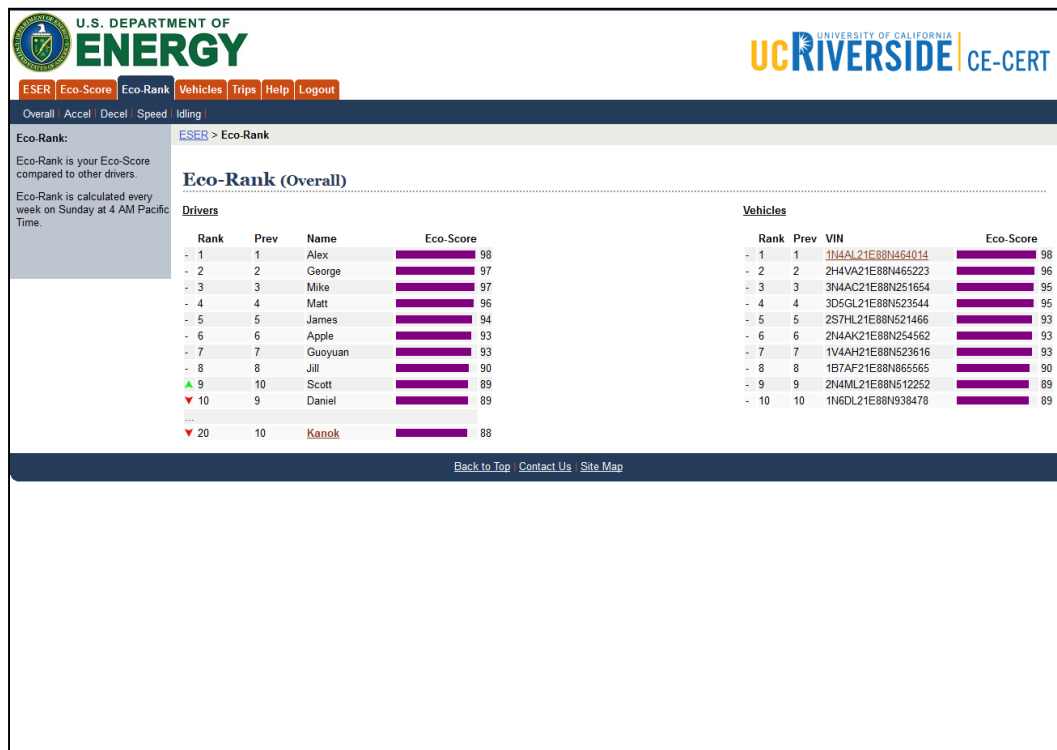 U.S. DEPARTMENT OF
ENERGY
UNIVERSITY OF CALIFORNIA
UCRIVERSIDE CE-CERT
ESER Eco-Score Eco-Rank Vehicles Trips Help Logout
Overall | Accel | Decel | Speed | Idling |
Eco-Rank:
Eco-Rank is your Eco-Score
compared to other drivers.
Eco-Rank is calculated every
week on Sunday at 4 AM Pacific
Time.
ESER > Eco-Rank
Eco-Rank (Overall)
Drivers
Rank Prev Name Eco-Score
- 1 1 Alex 98
- 2 2 George 97
- 3 3 Mike 97
- 4 4 Matt 96
- 5 5 James 94
- 6 6 Apple 93
- 7 7 Guoyuan 93
- 8 8 Jill 90
9 10 Scott 89
10 9 Daniel 89
...
20 10 Kanok 88
Vehicles
Rank Prev VIN Eco-Score
- 1 1 1N4AL21E88N464014 98
- 2 2 2H4VA21E88N465223 96
- 3 3 3N4AC21E88N251654 95
- 4 4 3D5GL21E88N523544 95
- 5 5 2S7HL21E88N521466 93
- 6 6 2N4AK21E88N254562 93
- 7 7 1V4AH21E88N523616 93
- 8 8 1B7AF21E88N865565 90
- 9 9 2N4ML21E88N512252 89
- 10 10 1N6DL21E88N938478 89
Back to Top | Contact Us | Site Map